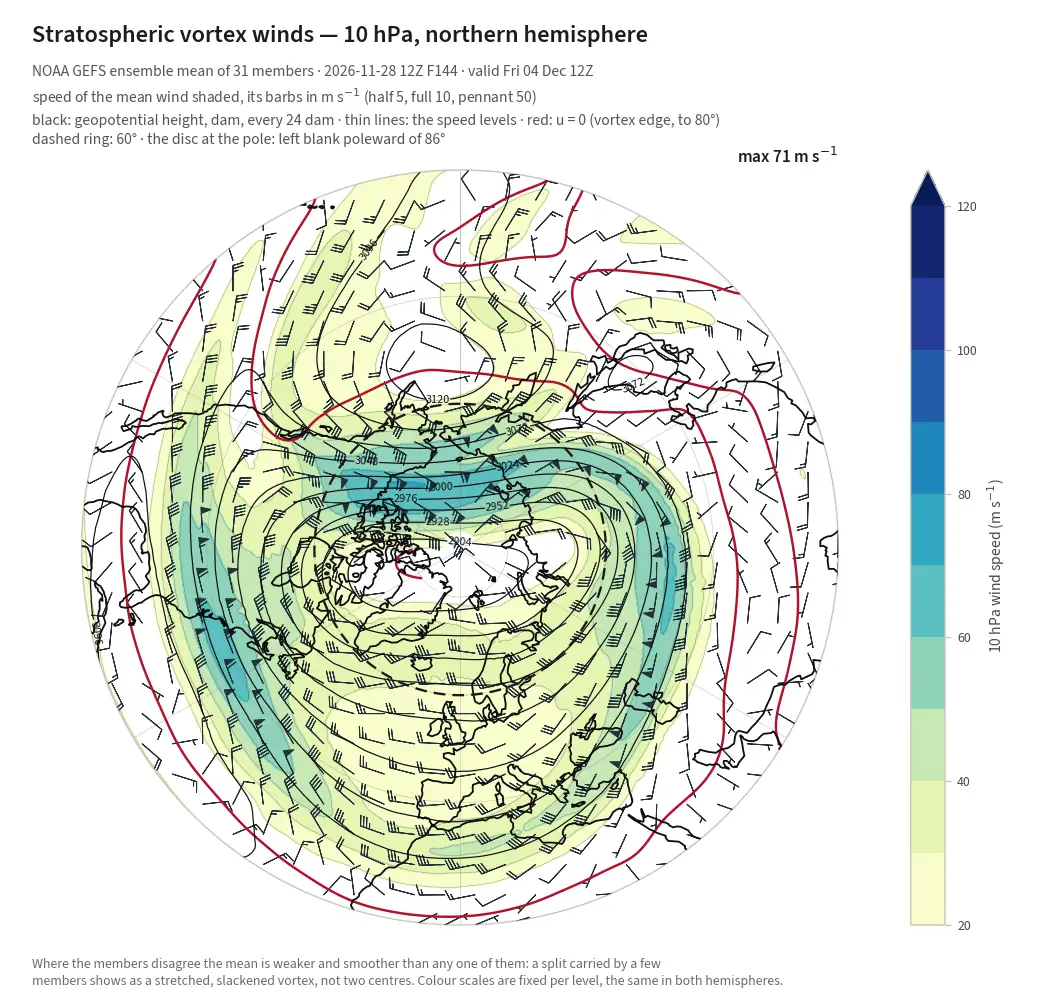 Stratospheric vortex winds — 10 hPa, northern hemisphere
NOAA GEFS ensemble mean of 31 members · 2026-11-28 12Z F144 · valid Fri 04 Dec 12Z
speed of the mean wind shaded, its barbs in m s⁻¹ (half 5, full 10, pennant 50)
black: geopotential height, dam, every 24 dam · thin lines: the speed levels · red: u = 0 (vortex edge, to 80°)
dashed ring: 60° · the disc at the pole: left blank poleward of 86°
max 71 m s⁻¹
120
100
80
60
40
20
10 hPa wind speed (m s⁻¹)
3096
3072
3120
3072
3048
3024
3000
2976
2952
2928
2904
Where the members disagree the mean is weaker and smoother than any one of them: a split carried by a few
members shows as a stretched, slackened vortex, not two centres. Colour scales are fixed per level, the same in both hemispheres.